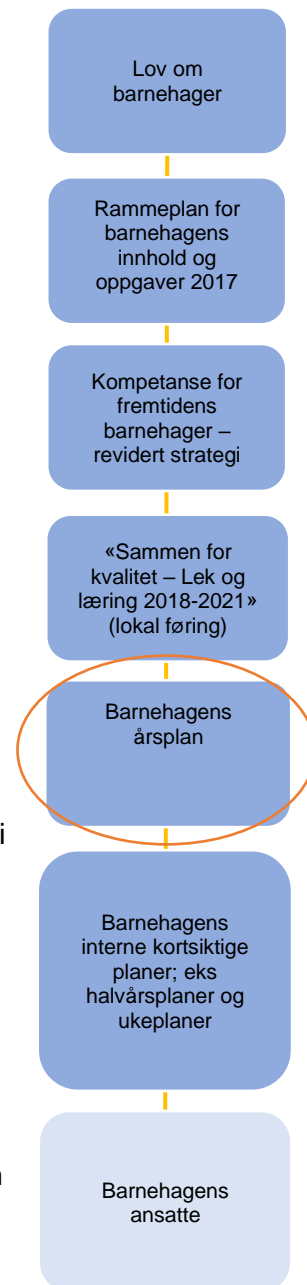 Lov om
barnehager
Rammeplan for
barnehagens
innhold og
oppgaver 2017
Kompetanse for
fremtidens
barnehager –
revidert strategi
«Sammen for
kvalitet – Lek og
læring 2018-2021»
(lokal føring)
Barnehagens
årsplan
i
Barnehagens
interne kortsiktige
planer; eks
halvårsplaner og
ukeplaner
Barnehagens
ansatte